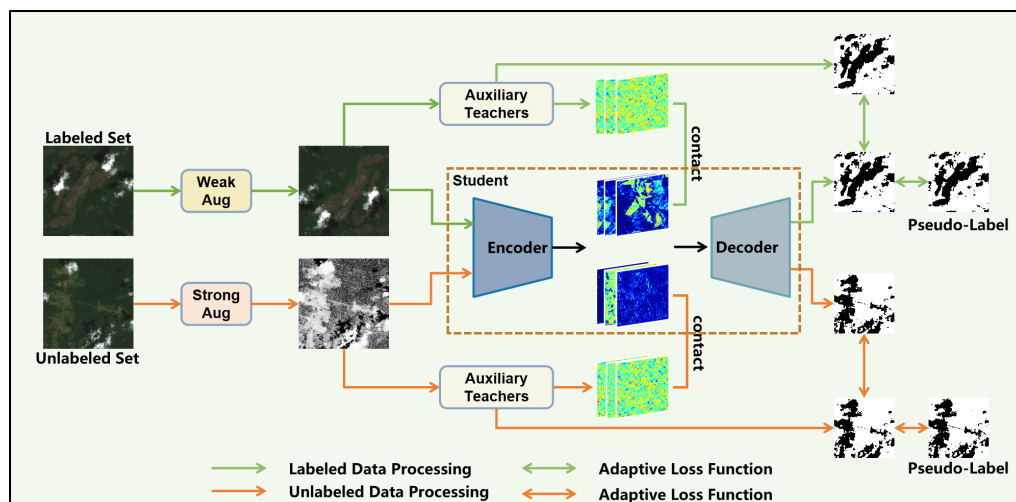 Auxiliary
Teachers
Labeled Set
Weak
Aug
contact
Student
Encoder
Decoder
Pseudo-Label
Strong
Aug
Unlabeled Set
contact
Auxiliary
Teachers
Pseudo-Label
Labeled Data Processing
Adaptive Loss Function
Unlabeled Data Processing
Adaptive Loss Function